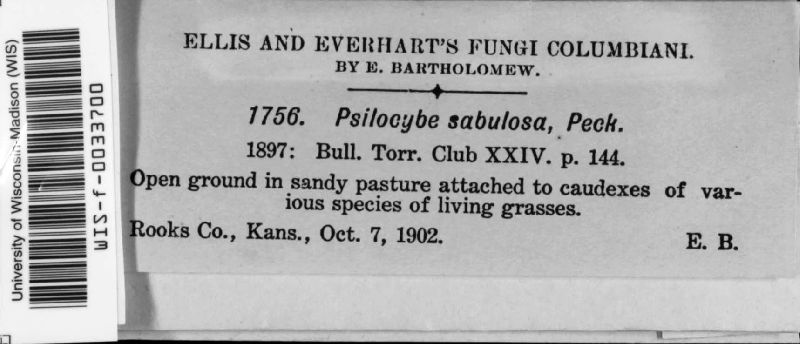 University of Wisconsin-Madison (WIS)
WIS-f-0033700
ELLIS AND EVERHART'S FUNGI COLUMBIANI.
BY E. BARTHOLOMEW.
1756. Psilocybe sabulosa, Peck.
1897: Bull. Torr. Club XXIV. p. 144.
Open ground in sandy pasture attached to caudexes of var-
ious species of living grasses.
Rooks Co., Kans., Oct. 7, 1902. E. B.